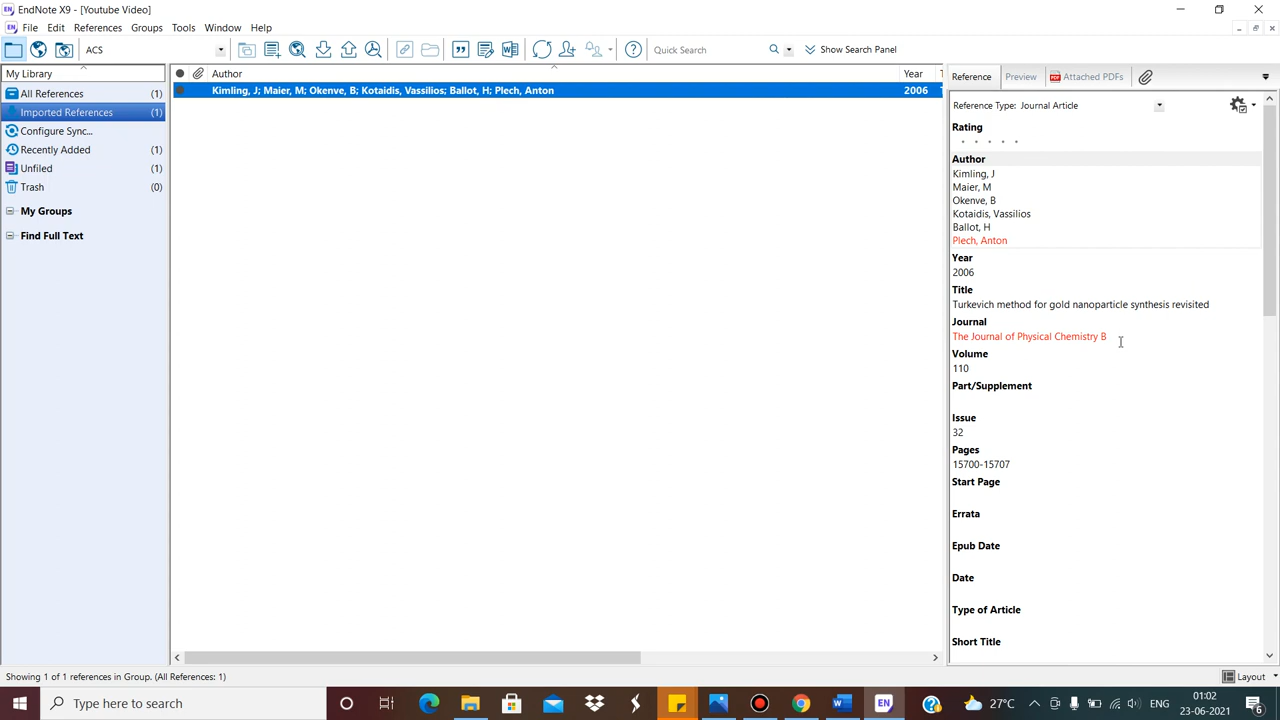 EN EndNote X9 - [Youtube Video]
EN File Edit References Groups Tools Window Help
ACS Quick Search Show Search Panel
My Library
All References (1)
Imported References (1)
Configure Sync...
Recently Added (1)
Unfiled (1)
Trash (0)
My Groups
Find Full Text
Author Year T
Kimling, J; Maier, M; Okenve, B; Kotaidis, Vassilios; Ballot, H; Plech, Anton 2006
Reference Preview PDF Attached PDFs
Reference Type: Journal Article
Rating
Author
Kimling, J
Maier, M
Okenve, B
Kotaidis, Vassilios
Ballot, H
Plech, Anton
Year
2006
Title
Turkevich method for gold nanoparticle synthesis revisited
Journal
The Journal of Physical Chemistry B
Volume
110
Part/Supplement
Issue
32
Pages
15700-15707
Start Page
Errata
Epub Date
Date
Type of Article
Short Title
Showing 1 of 1 references in Group. (All References: 1)
Layout
Type here to search
EN
27°C
01:02
23-06-2021
6